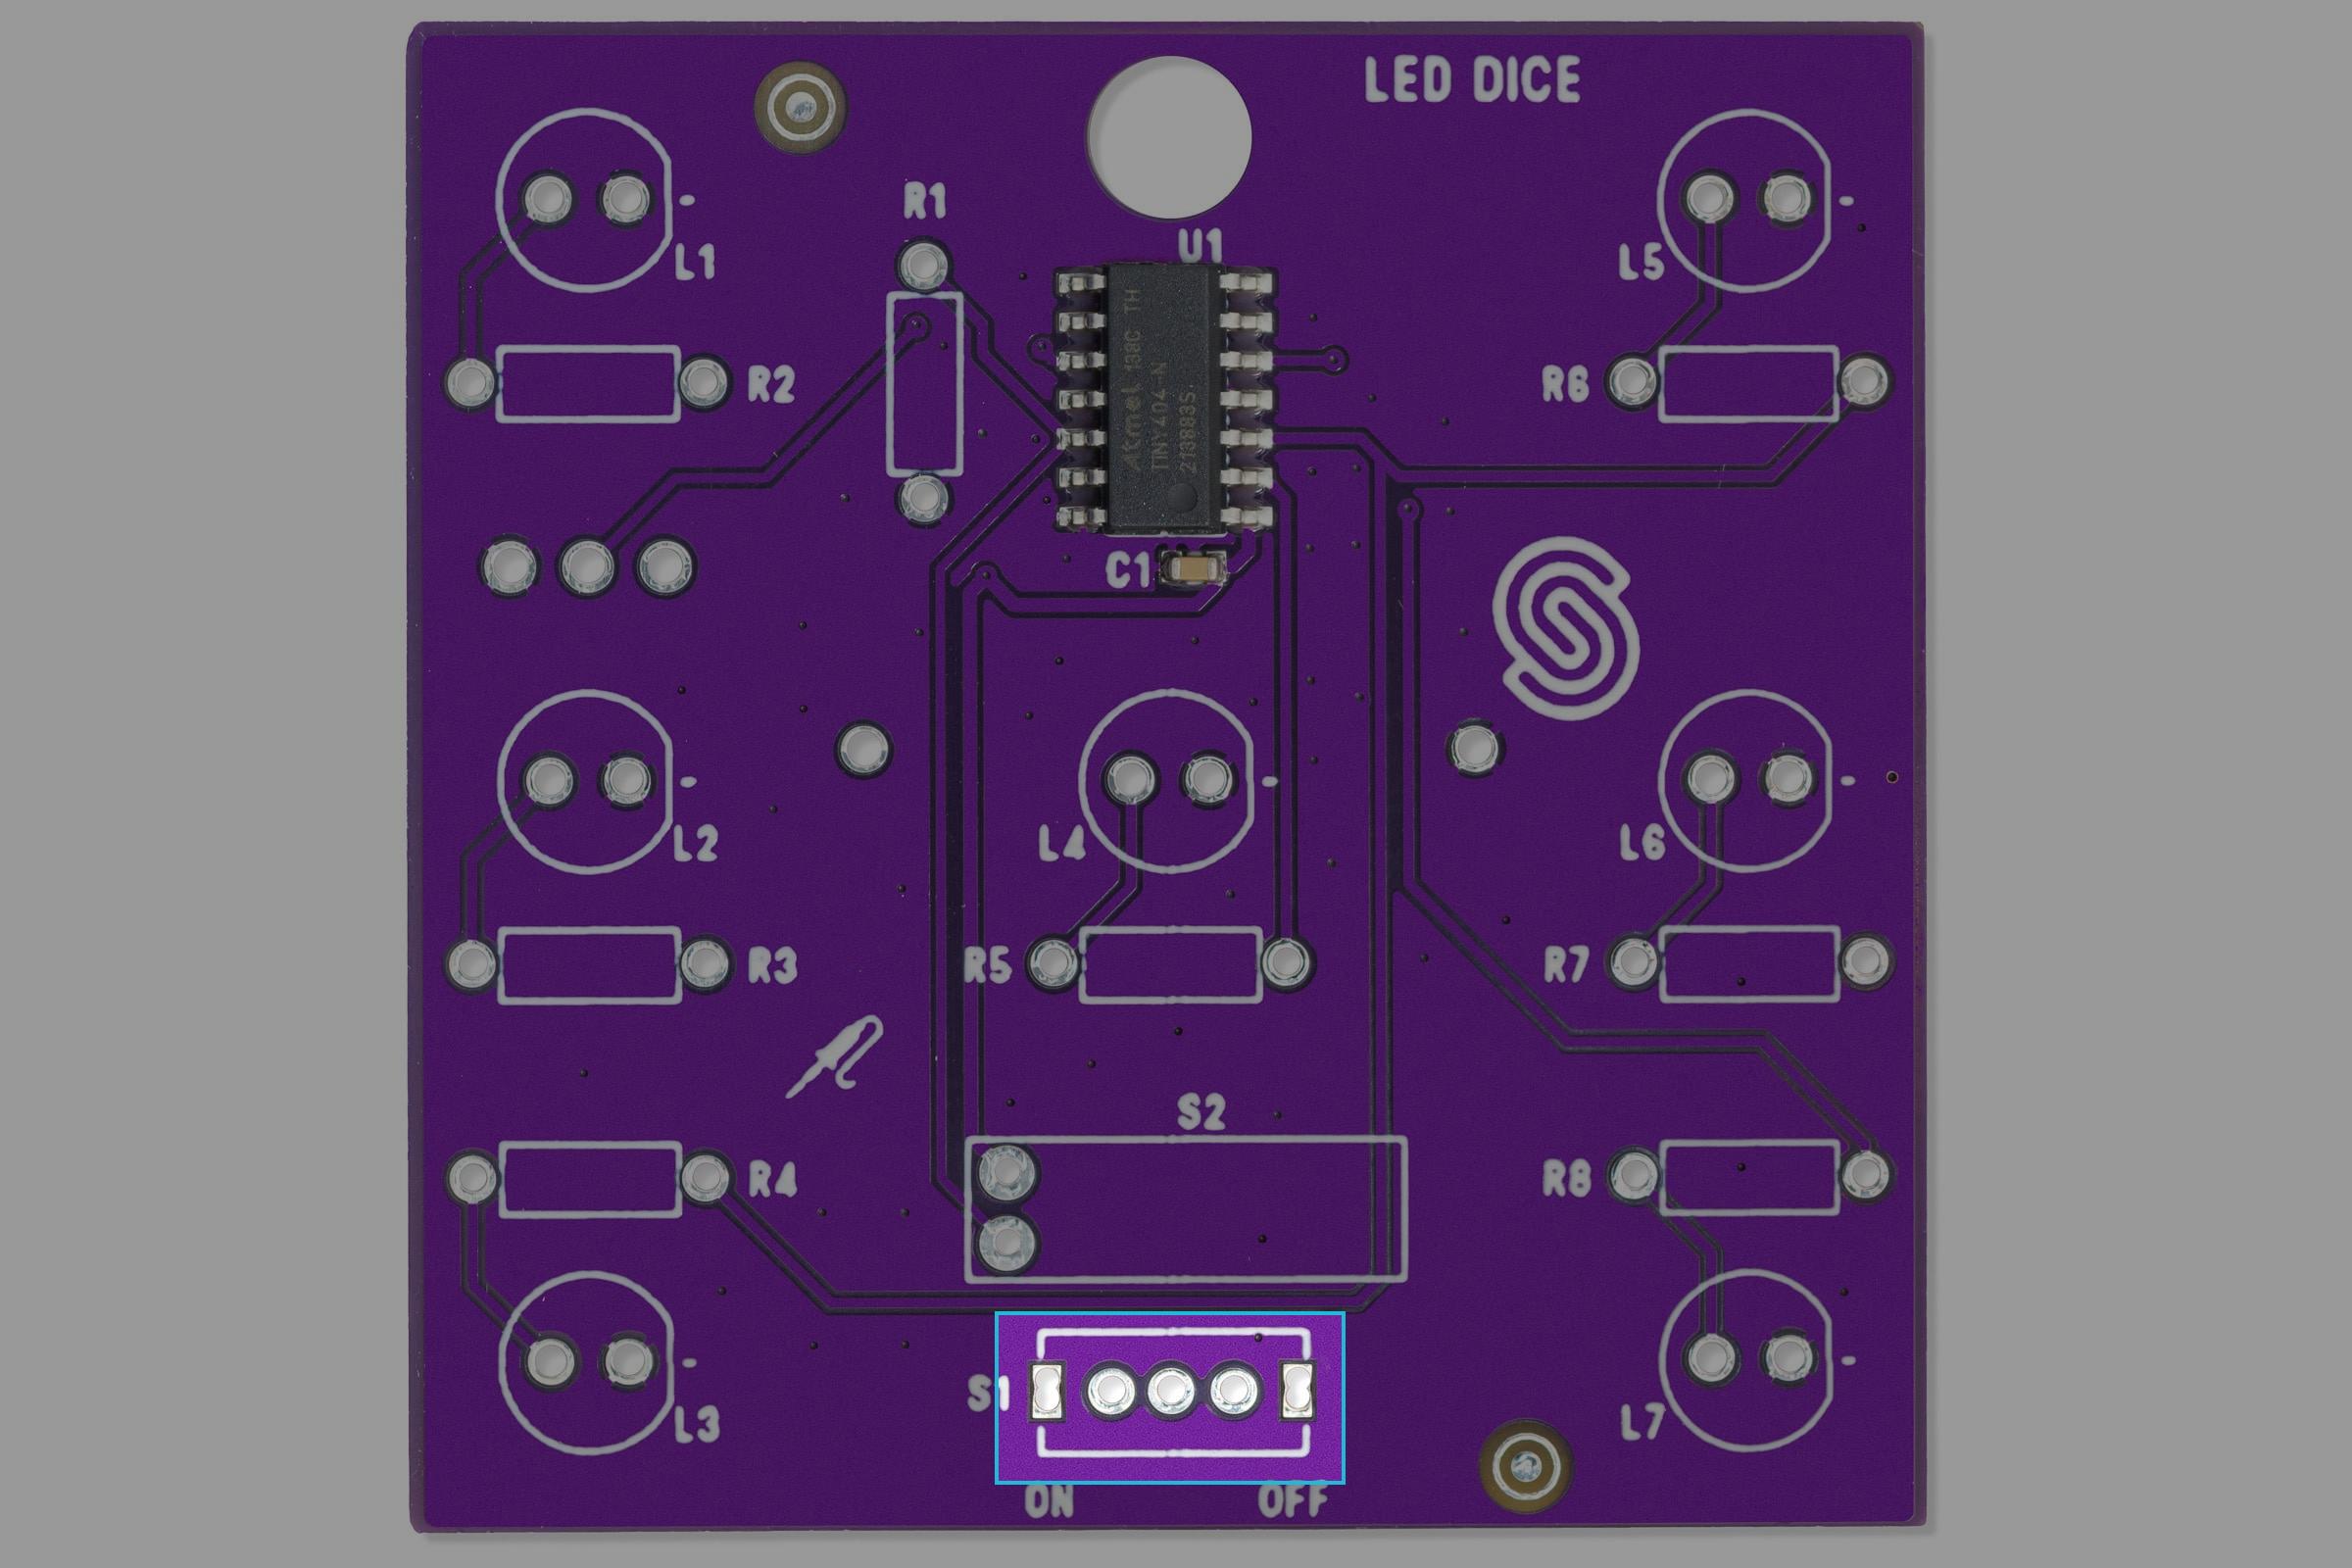 LED DICE
R1
U1
L1
L5
R2
R6
Atmel 138C TH
TINY404-N
C1
L2
L4
L6
R3
R5
R7
S2
R4
R8
S1
L3
L7
ON
OFF